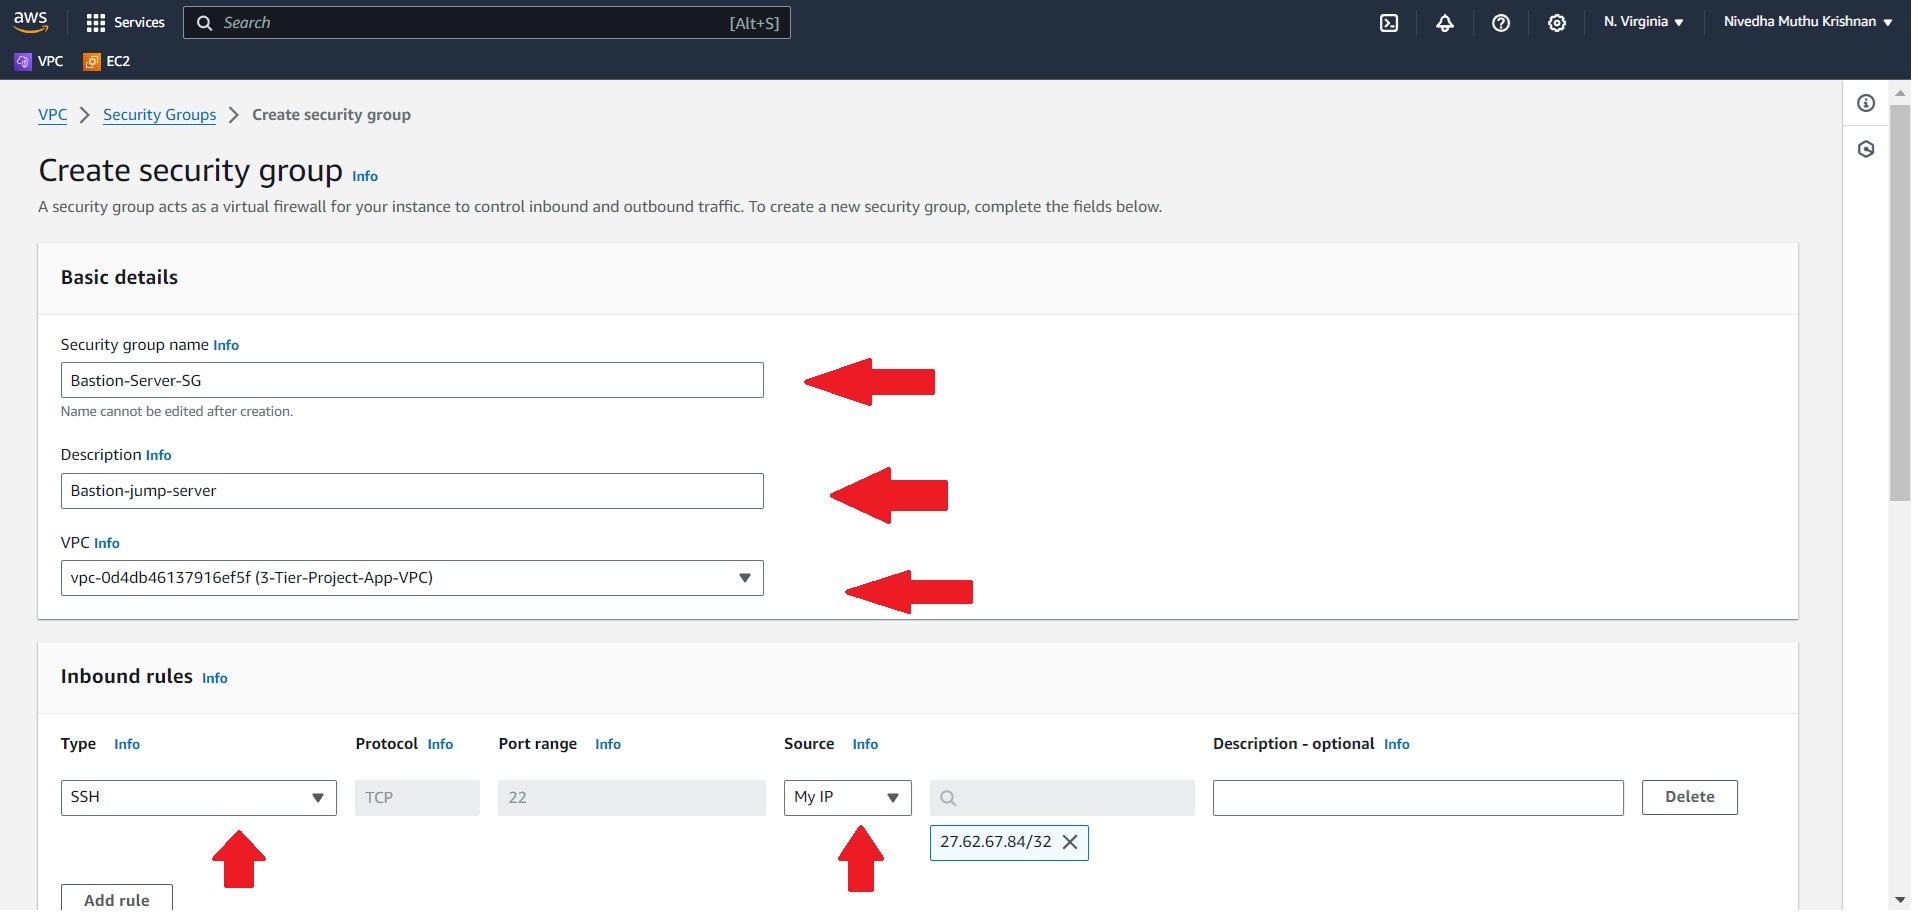 aws Services Search [Alt+S] N. Virginia Nivedha Muthu Krishnan
VPC EC2
VPC Security Groups Create security group
Create security group Info
A security group acts as a virtual firewall for your instance to control inbound and outbound traffic. To create a new security group, complete the fields below.
Basic details
Security group name Info
Bastion-Server-SG
Name cannot be edited after creation.
Description Info
Bastion-jump-server
VPC Info
vpc-0d4db46137916ef5f (3-Tier-Project-App-VPC)
Inbound rules Info
Type Info Protocol Info Port range Info Source Info Description - optional Info
SSH TCP 22 My IP Delete
27.62.67.84/32
Add rule